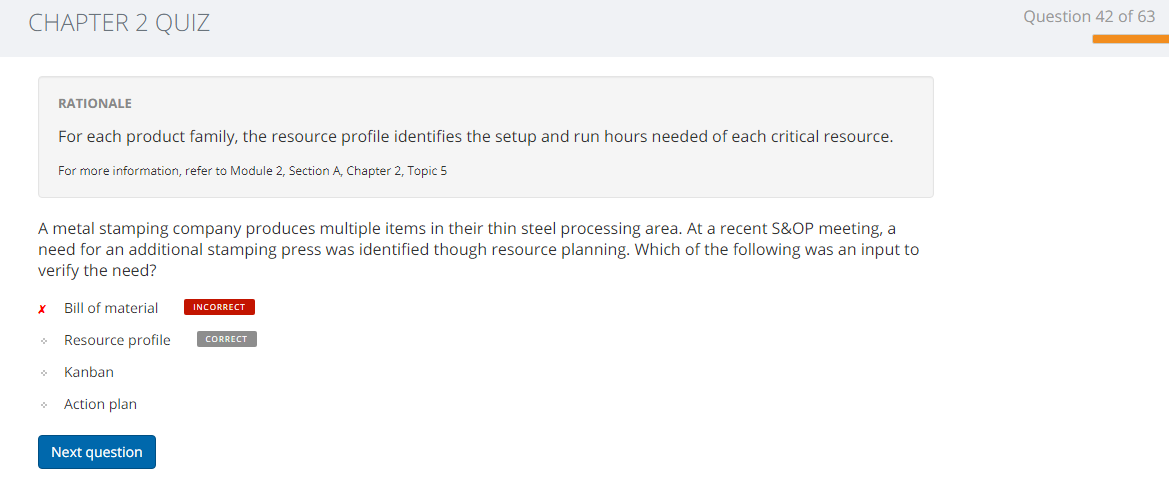 CHAPTER 2 QUIZ
Question 42 of 63
RATIONALE
For each product family, the resource profile identifies the setup and run hours needed of each critical resource.
For more information, refer to Module 2, Section A, Chapter 2, Topic 5
A metal stamping company produces multiple items in their thin steel processing area. At a recent S&OP meeting, a
need for an additional stamping press was identified though resource planning. Which of the following was an input to
verify the need?
✗ Bill of material INCORRECT
Resource profile CORRECT
Kanban
Action plan
Next question